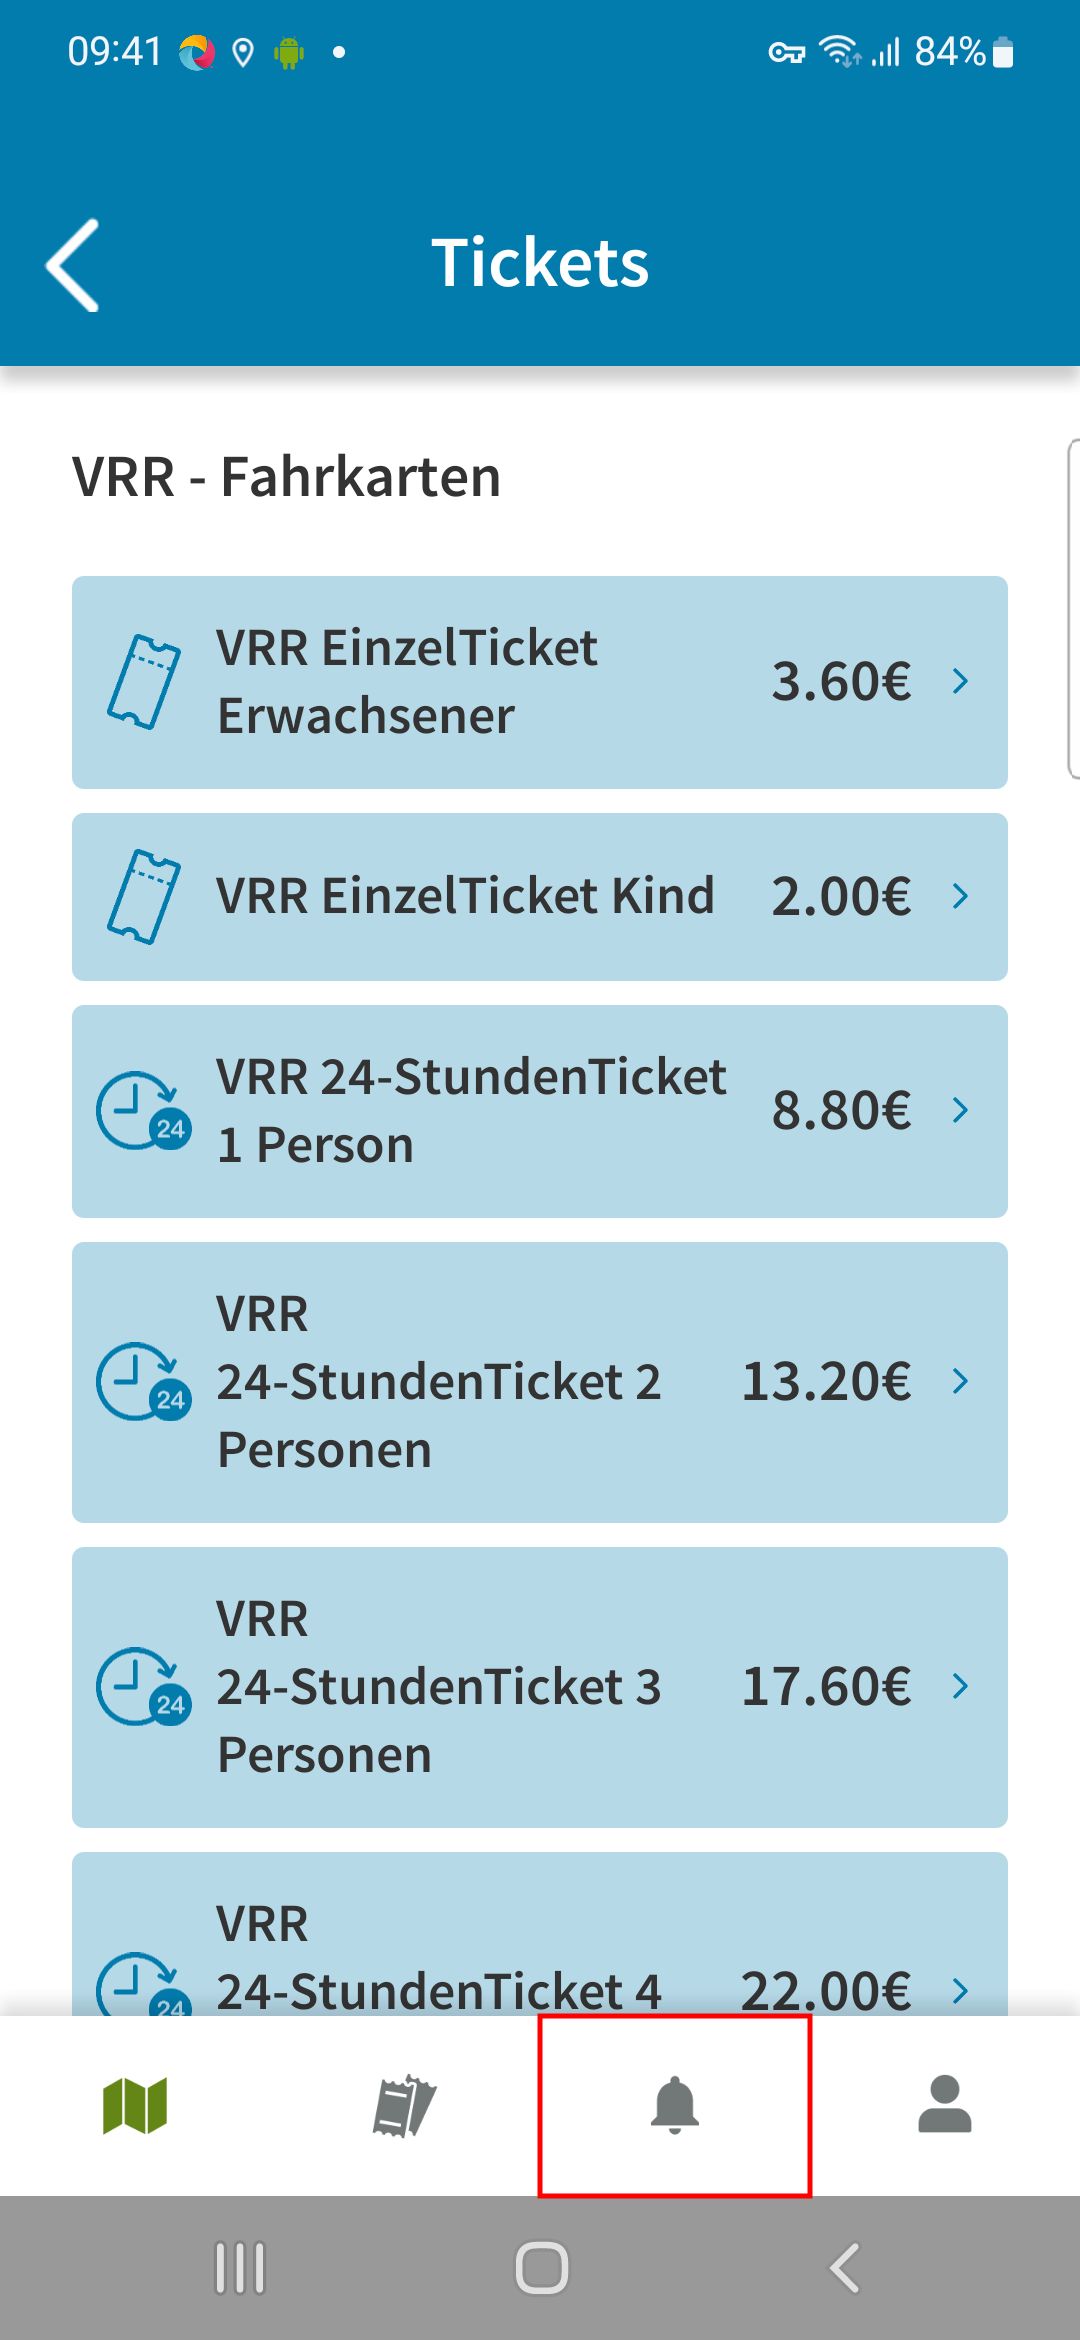 09:41
84%
Tickets
VRR - Fahrkarten
VRR EinzelTicket
Erwachsener
3.60€
VRR EinzelTicket Kind
2.00€
VRR 24-StundenTicket
1 Person
8.80€
24
VRR
24-StundenTicket 2
Personen
13.20€
24
VRR
24-StundenTicket 3
Personen
17.60€
24
VRR
24-StundenTicket 4
22.00€
24